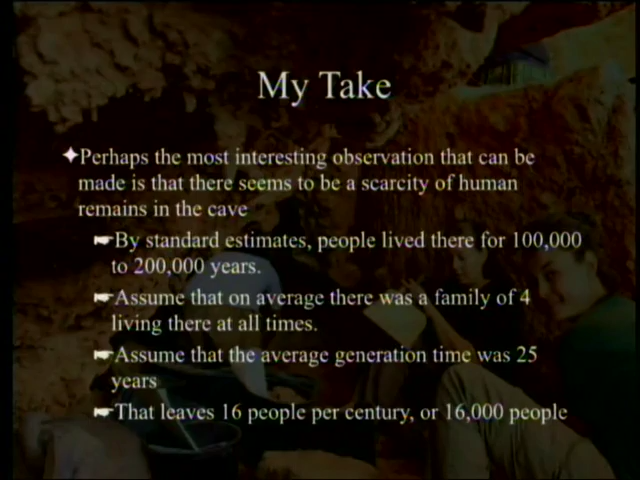 My Take
Perhaps the most interesting observation that can be
made is that there seems to be a scarcity of human
remains in the cave
By standard estimates, people lived there for 100,000
to 200,000 years.
Assume that on average there was a family of 4
living there at all times.
Assume that the average generation time was 25
years
That leaves 16 people per century, or 16,000 people